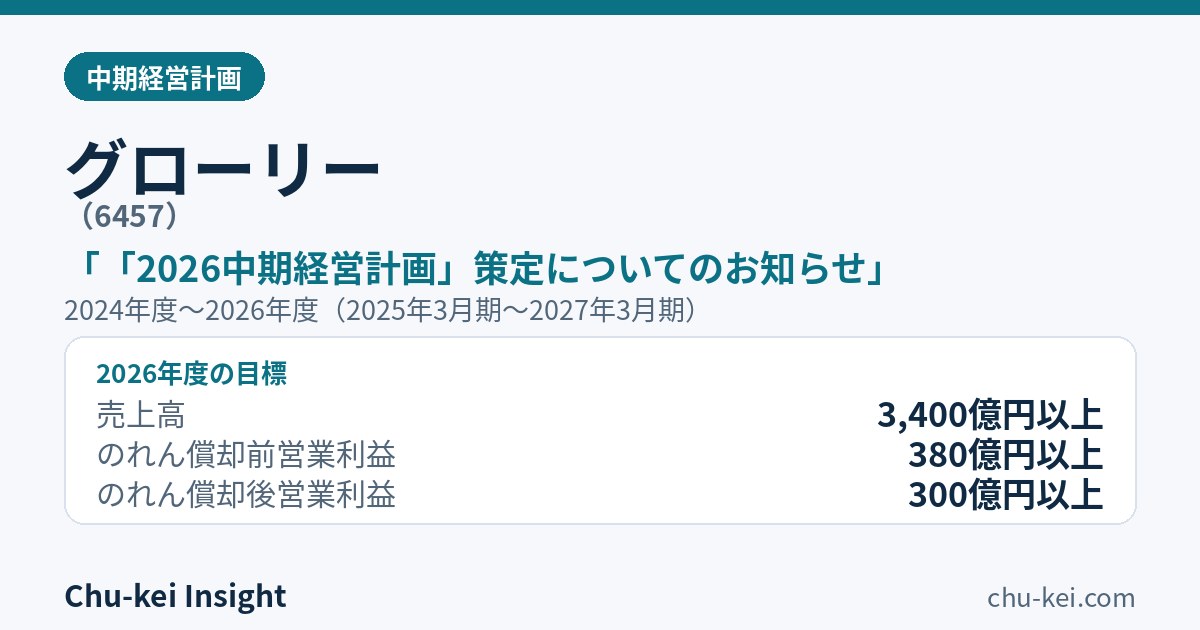 中期経営計画
グローリー
（6457）
「「2026中期経営計画」策定についてのお知らせ」
2024年度〜2026年度（2025年3月期〜2027年3月期）
2026年度の目標
売上高 3,400億円以上
のれん償却前営業利益 380億円以上
のれん償却後営業利益 300億円以上
Chu-kei Insight chu-kei.com